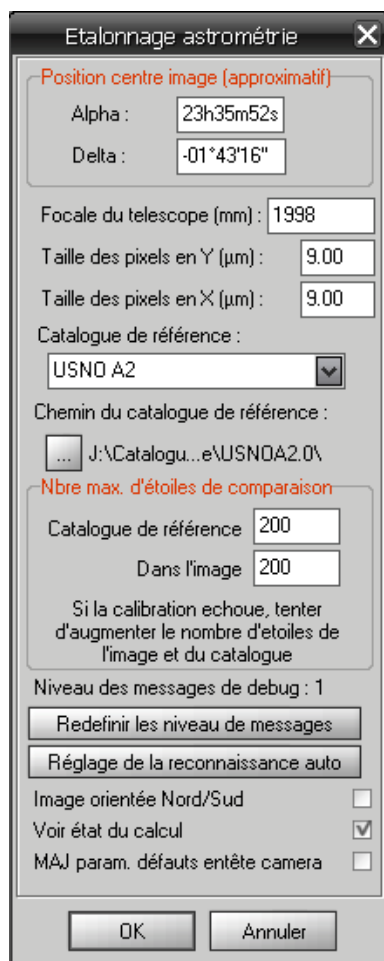 Etalonnage astrométrie
Position centre image (approximatif)
Alpha : 23h35m52s
Delta : -01°43'16"
Focale du telescope (mm) : 1998
Taille des pixels en Y (µm) : 9.00
Taille des pixels en X (µm) : 9.00
Catalogue de référence :
USNO A2
Chemin du catalogue de référence :
... J:\Catalogu...e\USNOA2.0\
Nbre max. d'étoiles de comparaison
Catalogue de référence 200
Dans l'image 200
Si la calibration echoue, tenter
d'augmenter le nombre d'etoiles de
l'image et du catalogue
Niveau des messages de debug : 1
Redefinir les niveau de messages
Réglage de la reconnaissance auto
Image orientée Nord/Sud
Voir état du calcul
MAJ param. défauts entête camera
OK Annuler